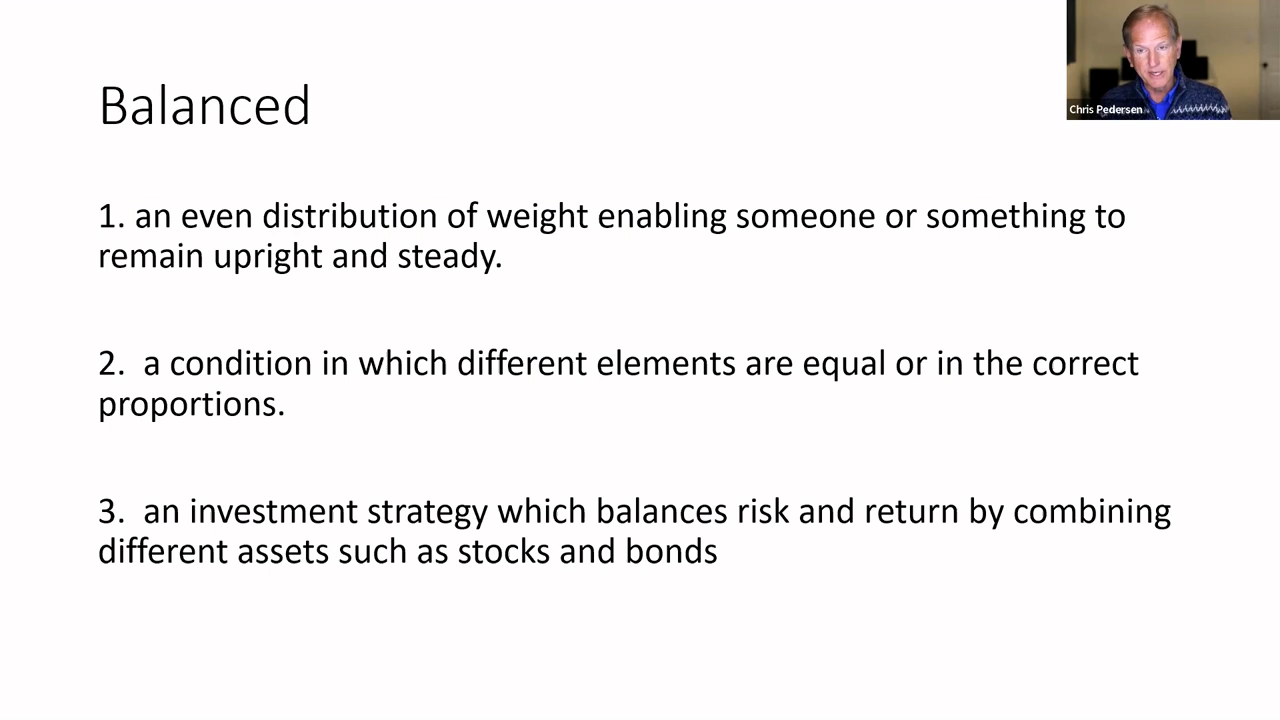 Balanced
Chris Pedersen
1. an even distribution of weight enabling someone or something to
remain upright and steady.
2.  a condition in which different elements are equal or in the correct
proportions.
3.  an investment strategy which balances risk and return by combining
different assets such as stocks and bonds